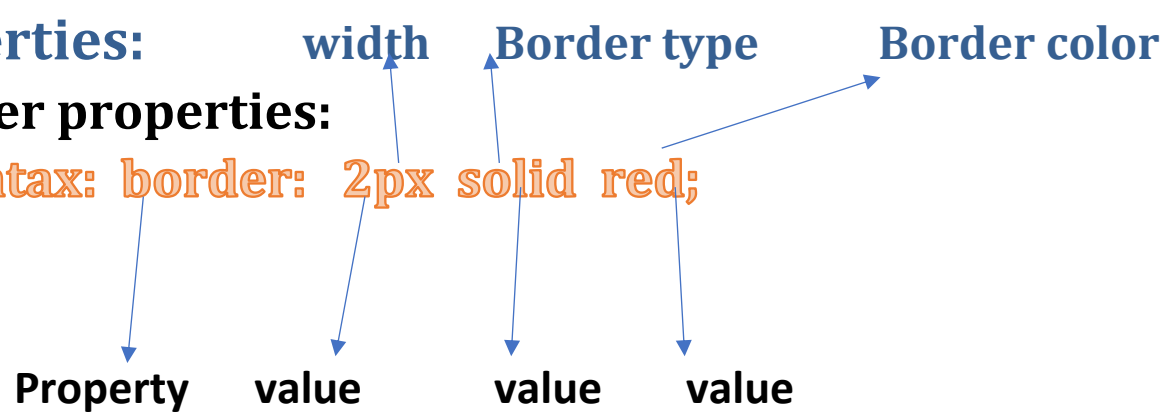 erties: width Border type Border color
er properties:
ntax: border: 2px solid red;
Property value value value